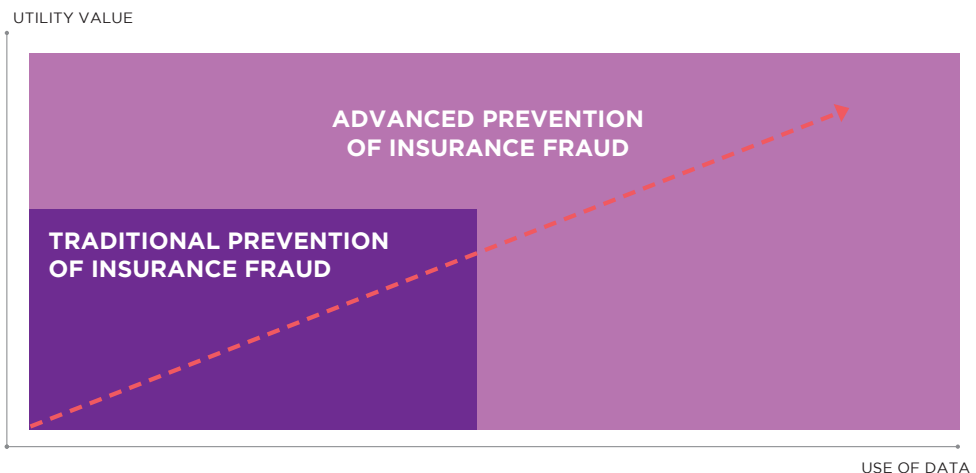 UTILITY VALUE
ADVANCED PREVENTION
OF INSURANCE FRAUD
TRADITIONAL PREVENTION
OF INSURANCE FRAUD
USE OF DATA